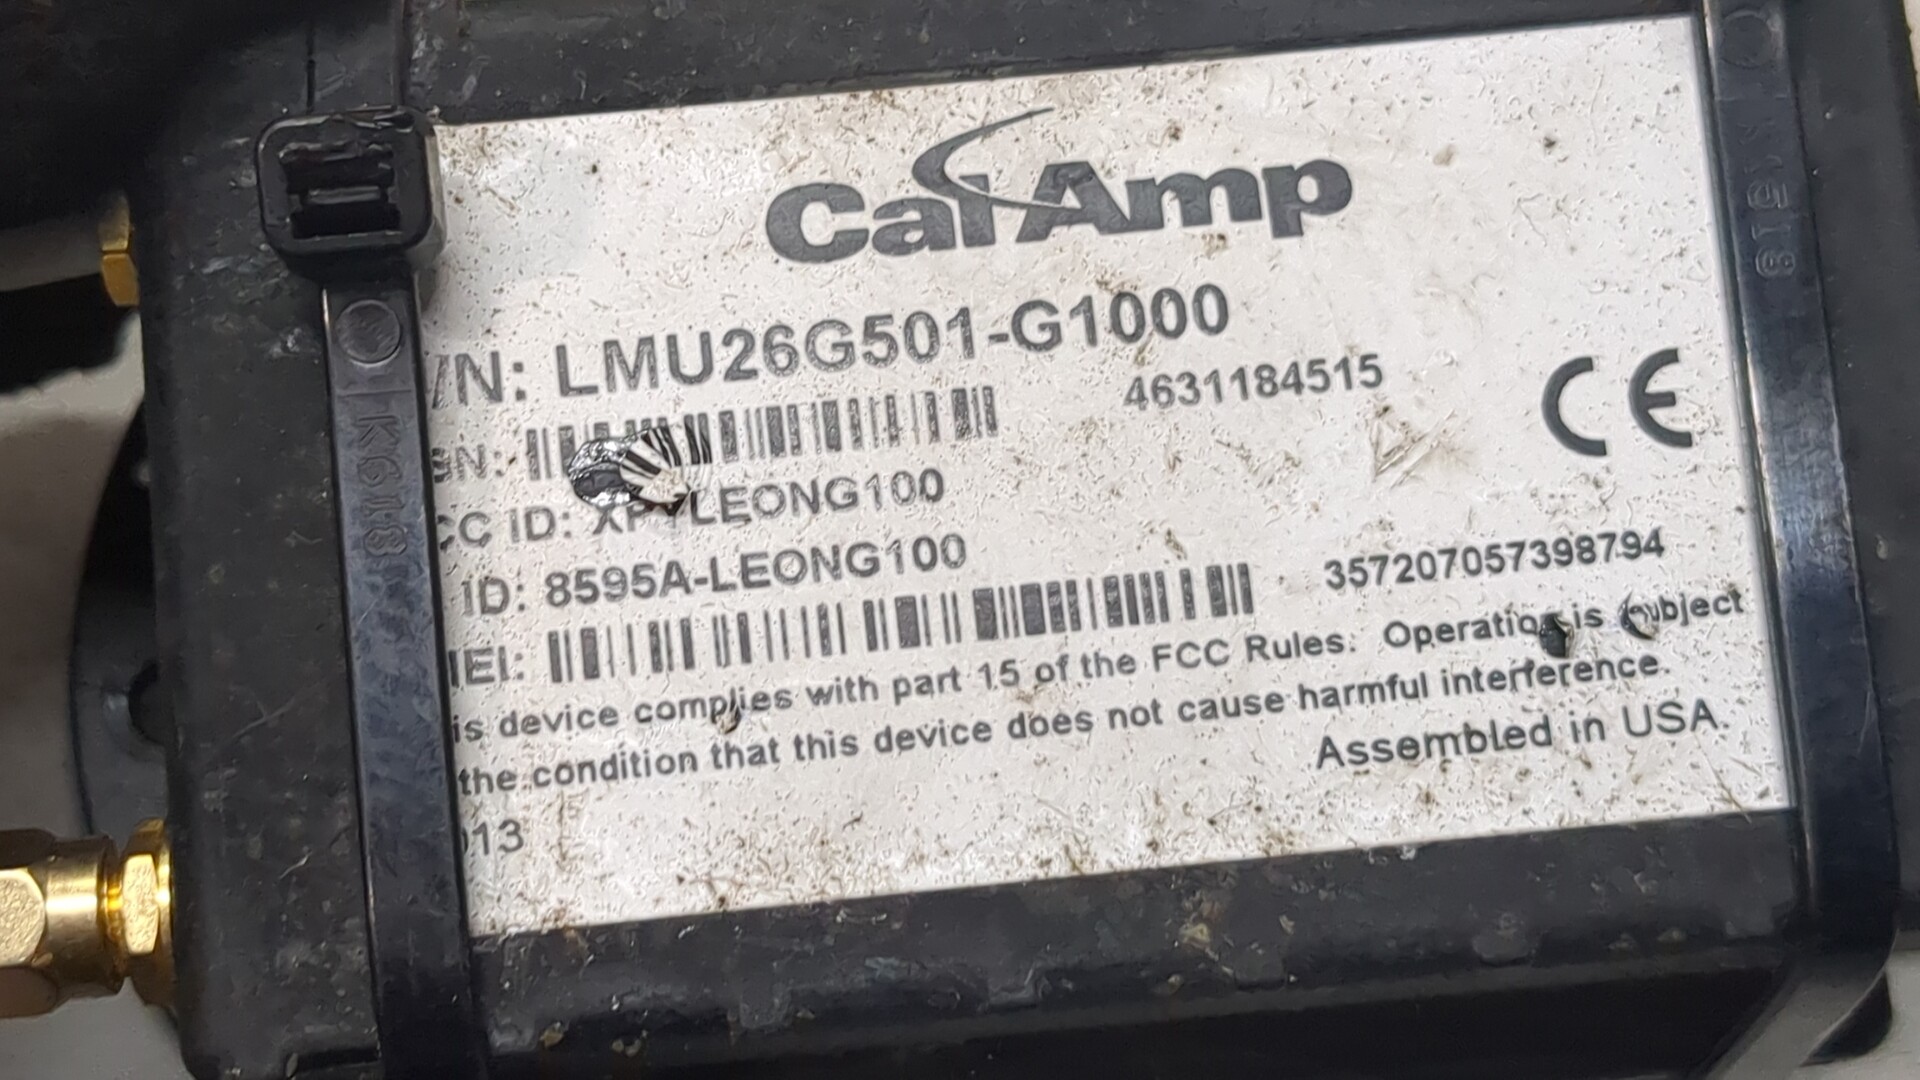 CalAmp
/N: LMU26G501-G1000
SN: 4631184515
CC ID: XPYLEONG100
ID: 8595A-LEONG100
IEI: 357207057398794
is device complies with part 15 of the FCC Rules. Operation is subject
the condition that this device does not cause harmful interference.
Assembled in USA.
013
CE